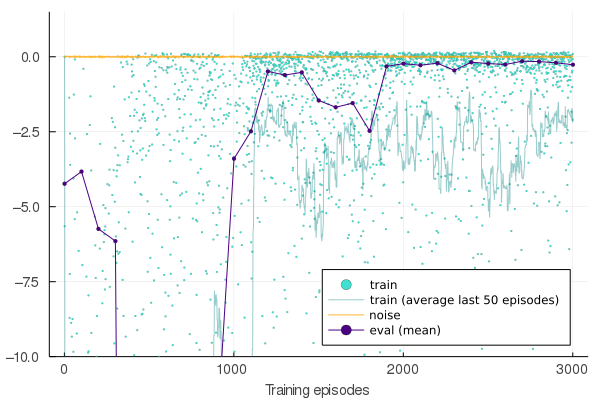 0.0
−2.5
−5.0
−7.5
−10.0
0
1000
2000
3000
Training episodes
train
train (average last 50 episodes)
noise
eval (mean)